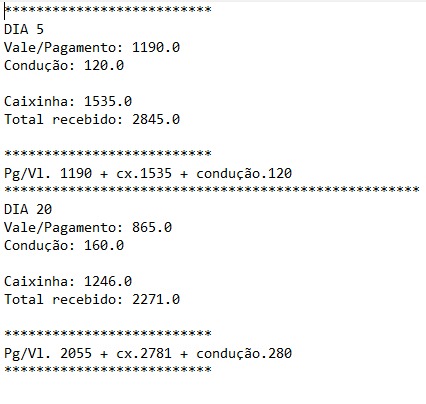 **************************
DIA 5
Vale/Pagamento: 1190.0
Condução: 120.0
Caixinha: 1535.0
Total recebido: 2845.0
**************************
Pg/Vl. 1190 + cx.1535 + condução.120
****************************************************
DIA 20
Vale/Pagamento: 865.0
Condução: 160.0
Caixinha: 1246.0
Total recebido: 2271.0
**************************
Pg/Vl. 2055 + cx.2781 + condução.280
**************************